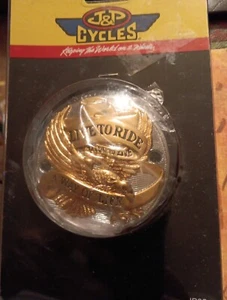 J&P
CYCLES.
Keeping the World on 2 Wheels.
LIVE TO RIDE